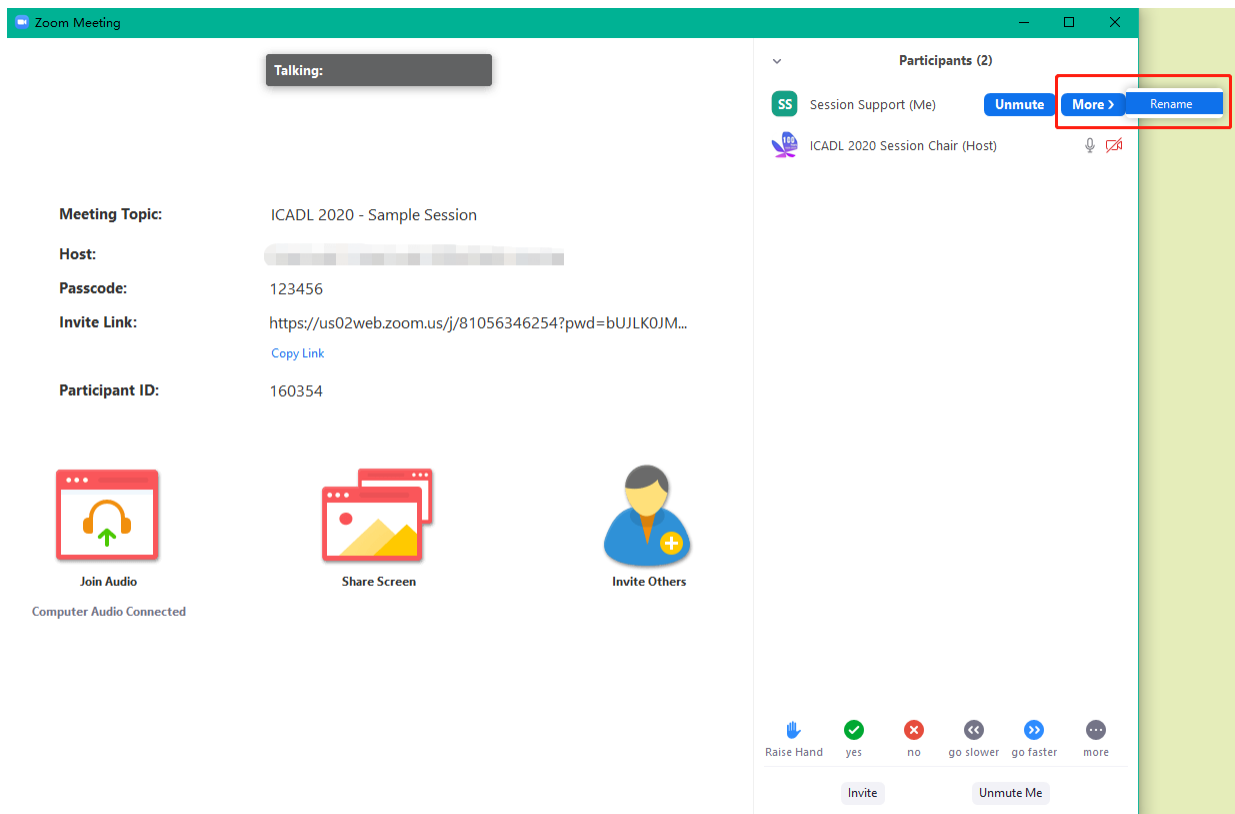 Zoom Meeting
Talking:
Meeting Topic: ICADL 2020 - Sample Session
Host:
Passcode: 123456
Invite Link: https://us02web.zoom.us/j/81056346254?pwd=bUJLK0JM...
Copy Link
Participant ID: 160354
Join Audio
Share Screen
Invite Others
Computer Audio Connected
Participants (2)
SS Session Support (Me) Unmute More > Rename
ICADL 2020 Session Chair (Host)
Raise Hand yes no go slower go faster more
Invite Unmute Me